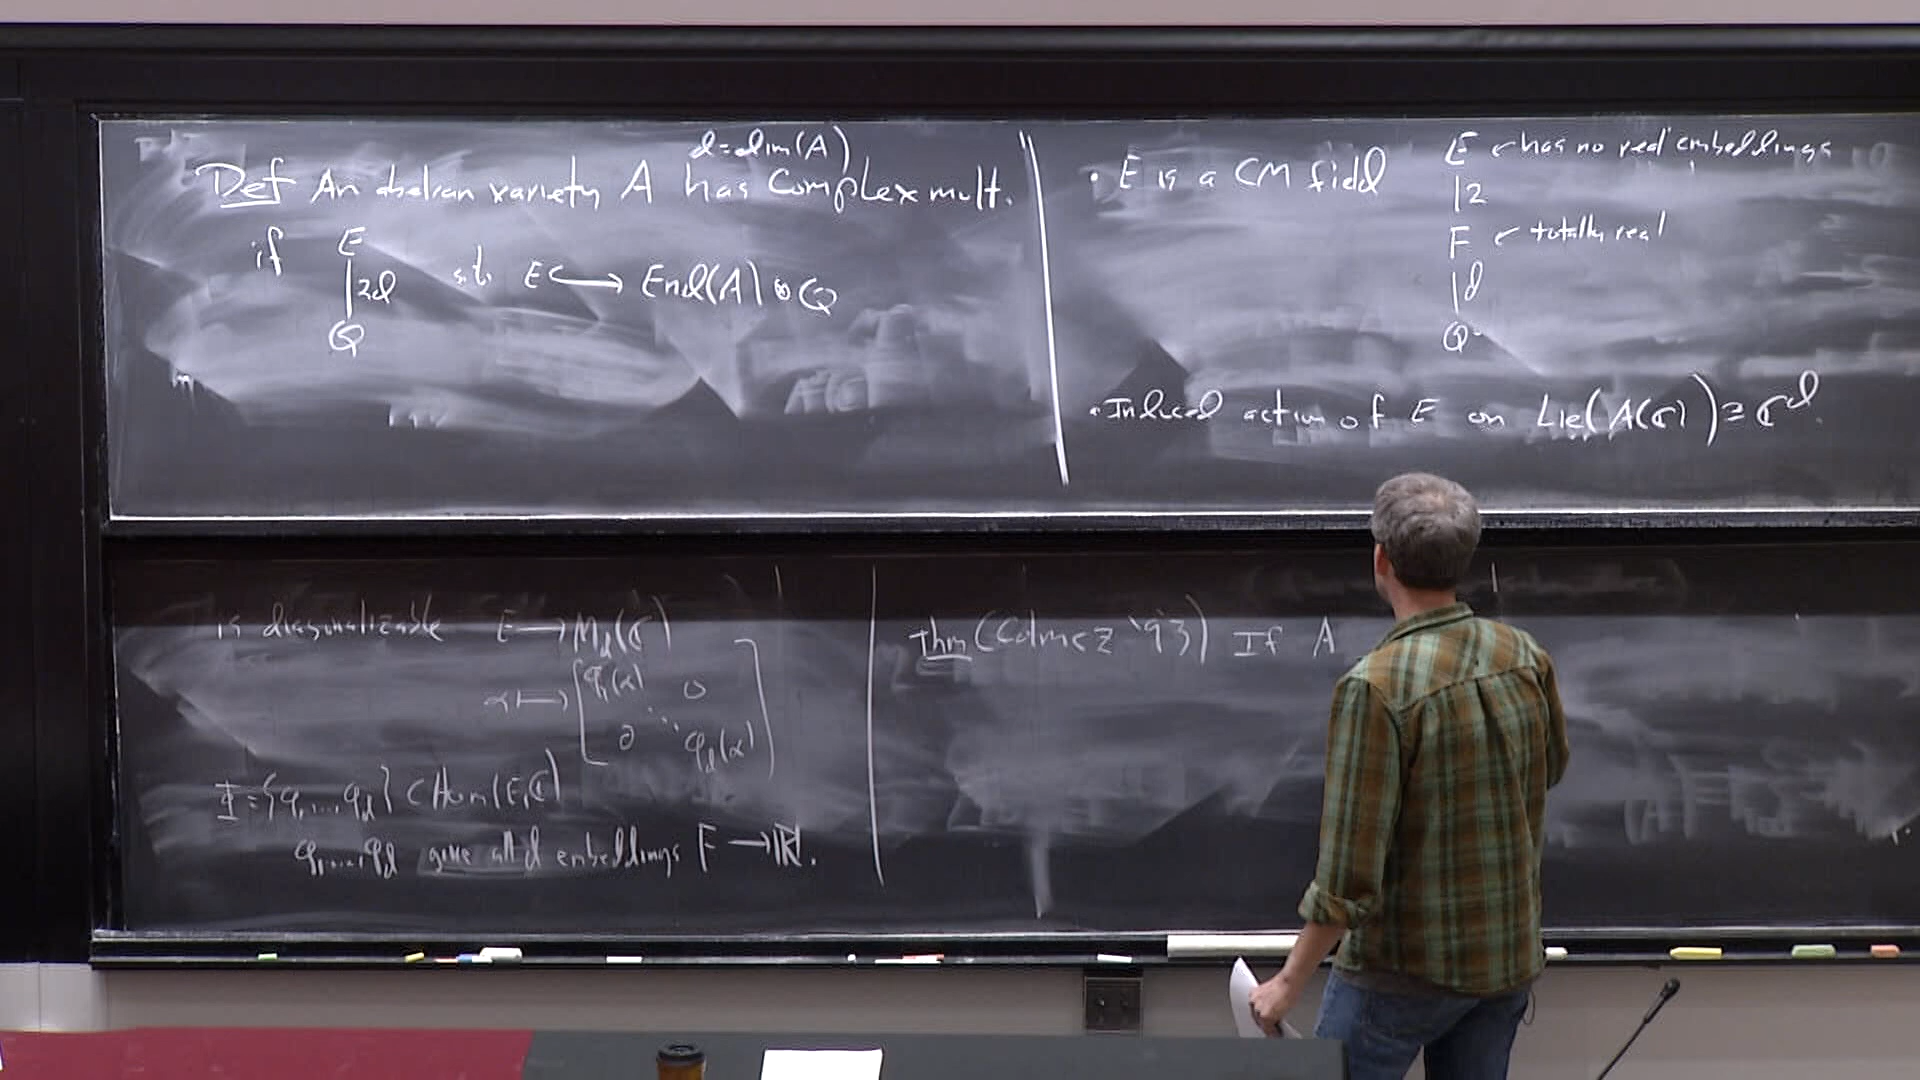 d=dim(A)
Def An abelian variety A has complex mult.
if E
|2d s.t. E ↪ End(A)⊗Q
Q
• E is a CM field
E ← has no real embeddings
|2
F ← totally real
|d
Q
• Induced action of E on Lie(A(ℂ)) ≅ ℂ^d.
is diagonalizable E → M_d(ℂ)
α ↦ [φ_1(α) 0
0 ⋱ φ_d(α)]
Φ = {φ_1,...,φ_d} ⊂ Hom(E,ℂ)
φ_1,...,φ_d give all d embeddings F → ℝ.
Thm (Colmez '93) If A